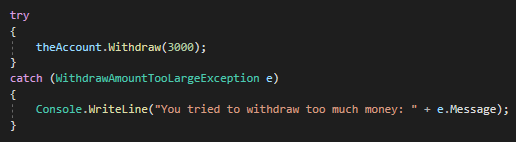 try
{
    theAccount.Withdraw(3000);
}
catch (WithdrawAmountTooLargeException e)
{
    Console.WriteLine("You tried to withdraw too much money: " + e.Message);
}